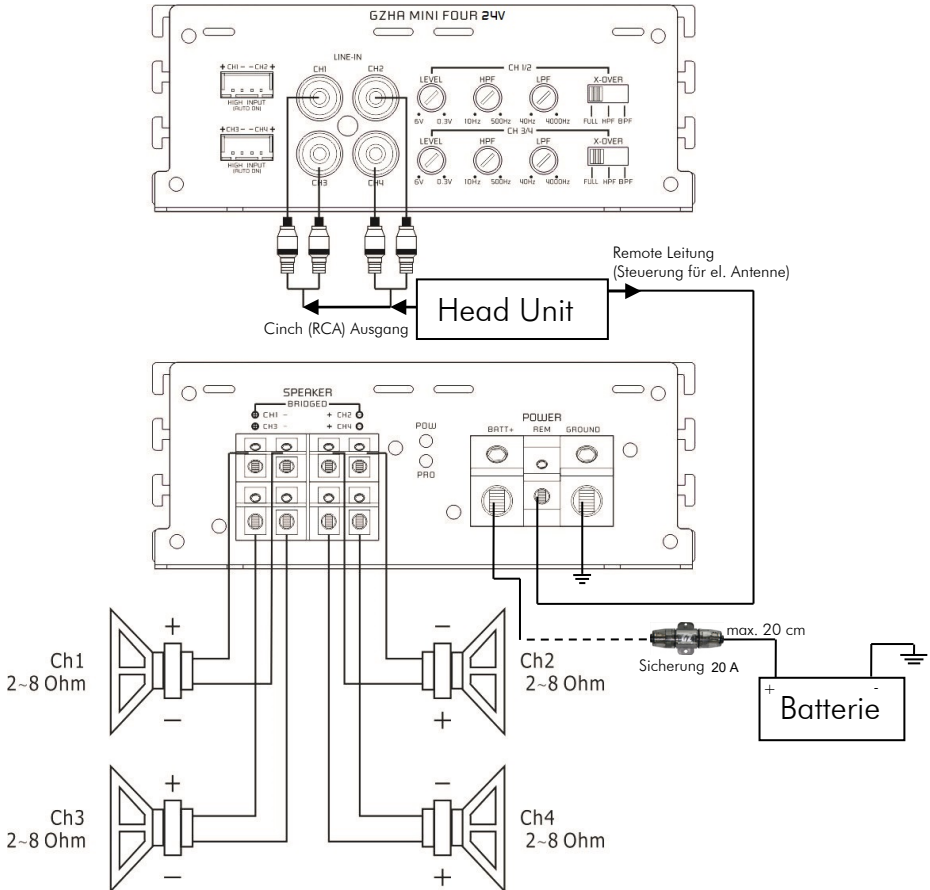 GZHA MINI FOUR 24V
LINE-IN
+ CH1 - - CH2 +
HIGH INPUT
(AUTO ON)
CH1 CH2
CH 1/2
LEVEL HPF LPF X-OVER
6V 0.3V 10Hz 500Hz 40Hz 4000Hz FULL HPF BPF
+ CH3 - - CH4 +
HIGH INPUT
(AUTO ON)
CH3 CH4
CH 3/4
LEVEL HPF LPF X-OVER
6V 0.3V 10Hz 500Hz 40Hz 4000Hz FULL HPF BPF
Remote Leitung
(Steuerung für el. Antenne)
Head Unit
Cinch (RCA) Ausgang
SPEAKER
BRIDGED
CH1 - + CH2
CH3 - + CH4
POW
PRO
POWER
BATT+ REM GROUND
max. 20 cm
Sicherung 20 A
+ -
Batterie
+
Ch1
2~8 Ohm
-
-
Ch2
2~8 Ohm
+
+
Ch3
2~8 Ohm
-
-
Ch4
2~8 Ohm
+